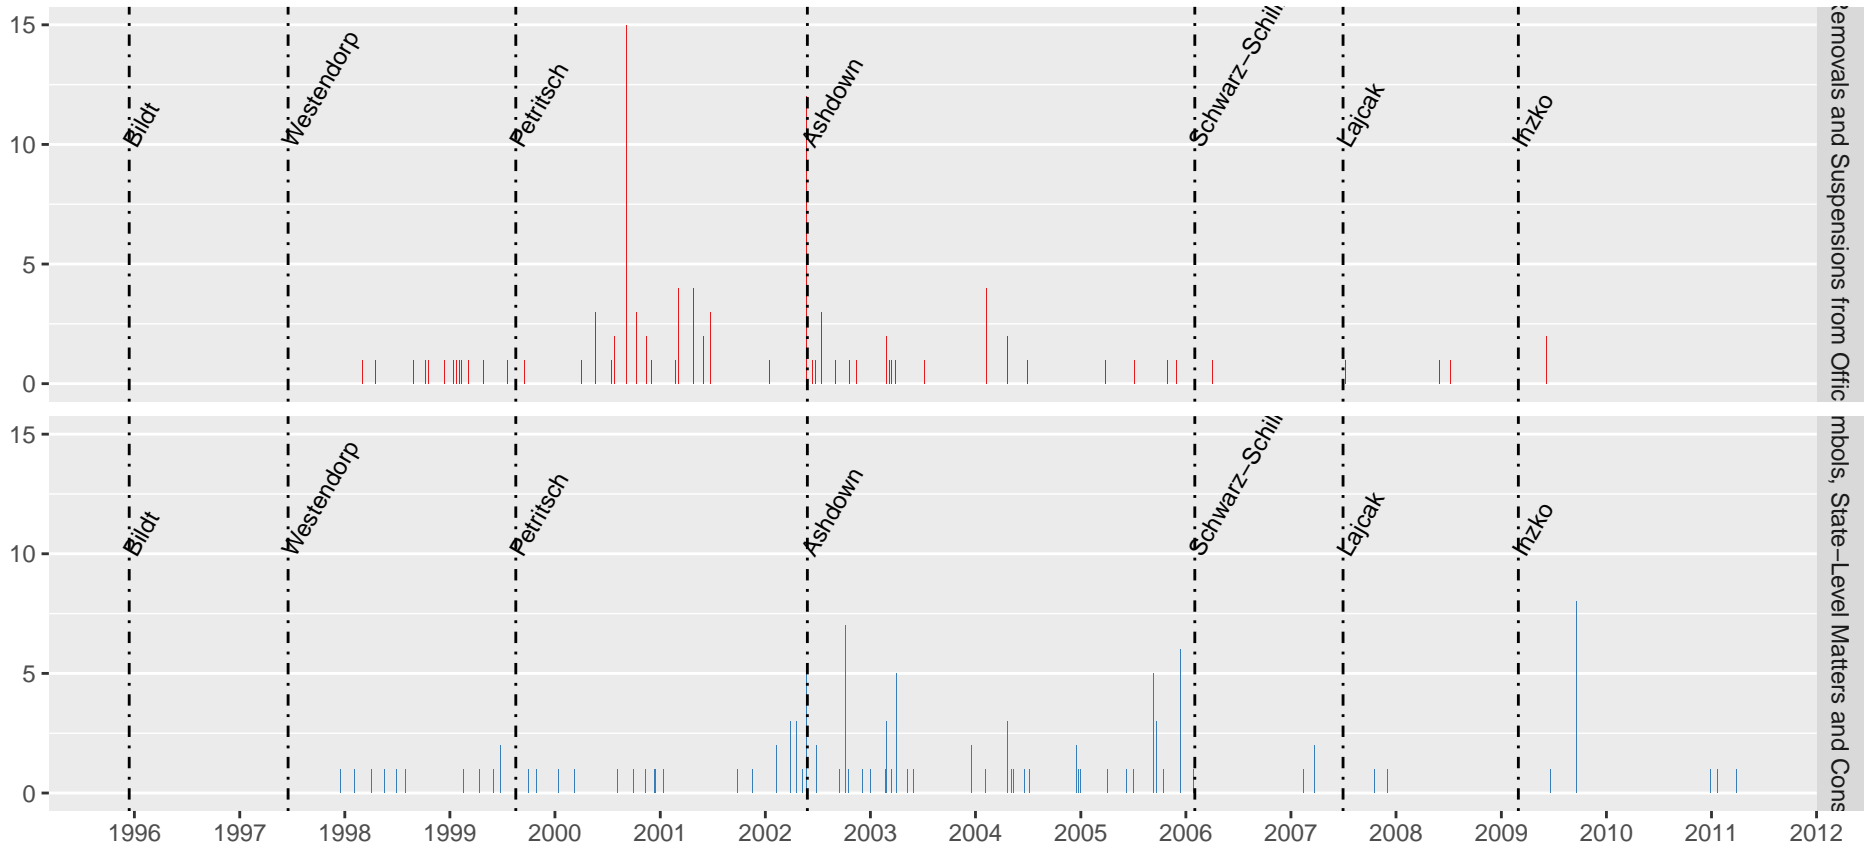 15
10
5
0
Bildt
Westendorp
Petritsch
Ashdown
Schwarz−Schil
Lajcak
Inzko
Removals and Suspensions from Offic
15
10
5
0
Bildt
Westendorp
Petritsch
Ashdown
Schwarz−Schil
Lajcak
Inzko
mbols, State−Level Matters and Cons
1996 1997 1998 1999 2000 2001 2002 2003 2004 2005 2006 2007 2008 2009 2010 2011 2012